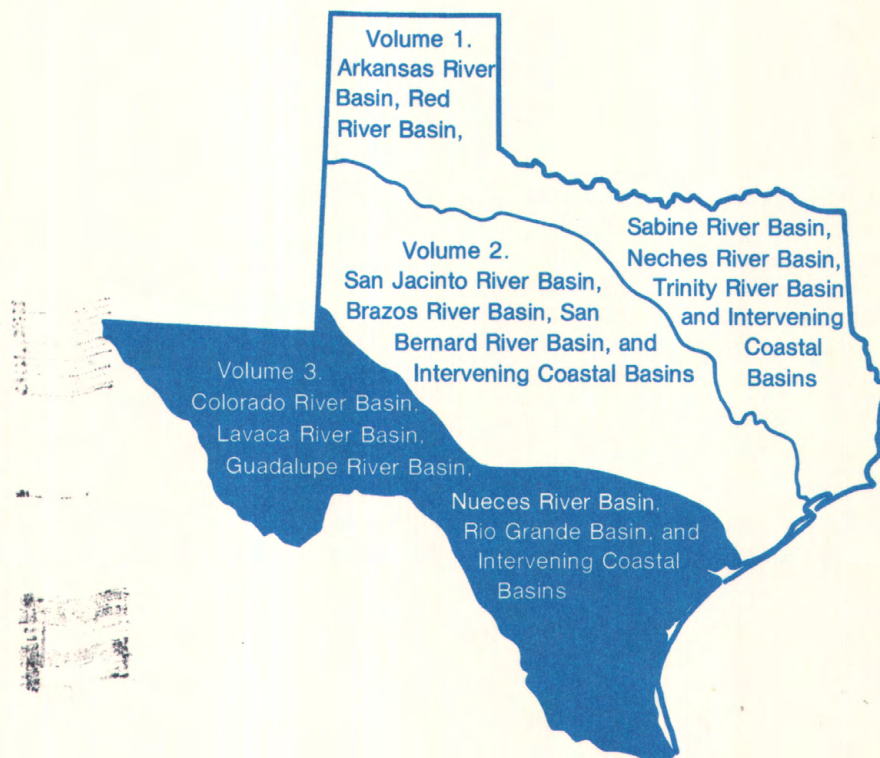 Volume 1.
Arkansas River
Basin, Red
River Basin,
Sabine River Basin,
Neches River Basin,
Trinity River Basin
and Intervening
Coastal
Basins
Volume 2.
San Jacinto River Basin,
Brazos River Basin, San
Bernard River Basin, and
Intervening Coastal Basins
Volume 3.
Colorado River Basin,
Lavaca River Basin,
Guadalupe River Basin,
Nueces River Basin,
Rio Grande Basin, and
Intervening Coastal
Basins